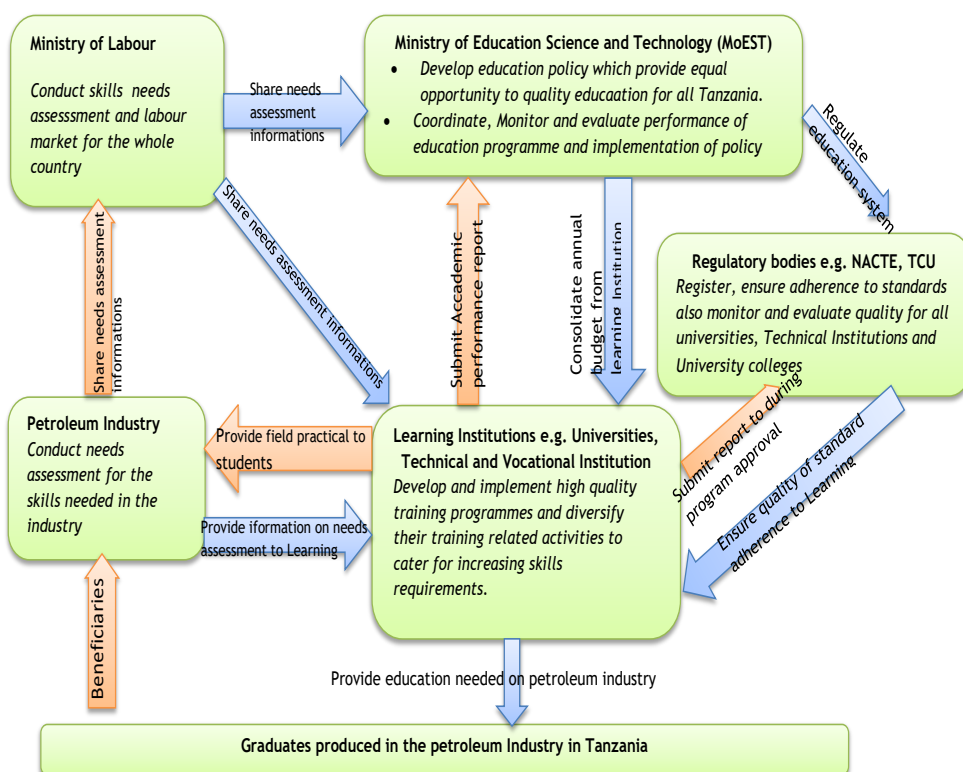 Ministry of Labour
Conduct skills needs
assessment and labour
market for the whole
country
Share needs
assessment
informations
Ministry of Education Science and Technology (MoEST)
• Develop education policy which provide equal
opportunity to quality educaation for all Tanzania.
• Coordinate, Monitor and evaluate performance of
education programme and implementation of policy
Regulate
education system
Share needs assessment
informations
Share needs assessment informations
Submit Accademic
performance report
Consolidate annual
budget from
learning Institution
Regulatory bodies e.g. NACTE, TCU
Register, ensure adherence to standards
also monitor and evaluate quality for all
universities, Technical Institutions and
University colleges
Petroleum Industry
Conduct needs
assessment for the
skills needed in the
industry
Provide field practical to
students
Provide iformation on needs
assessment to Learning
Learning Institutions e.g. Universities,
Technical and Vocational Institution
Develop and implement high quality
training programmes and diversify
their training related activities to
cater for increasing skills
requirements.
Submit report to during
program approval
Ensure quality of standard
adherence to Learning
Beneficiaries
Provide education needed on petroleum industry
Graduates produced in the petroleum Industry in Tanzania